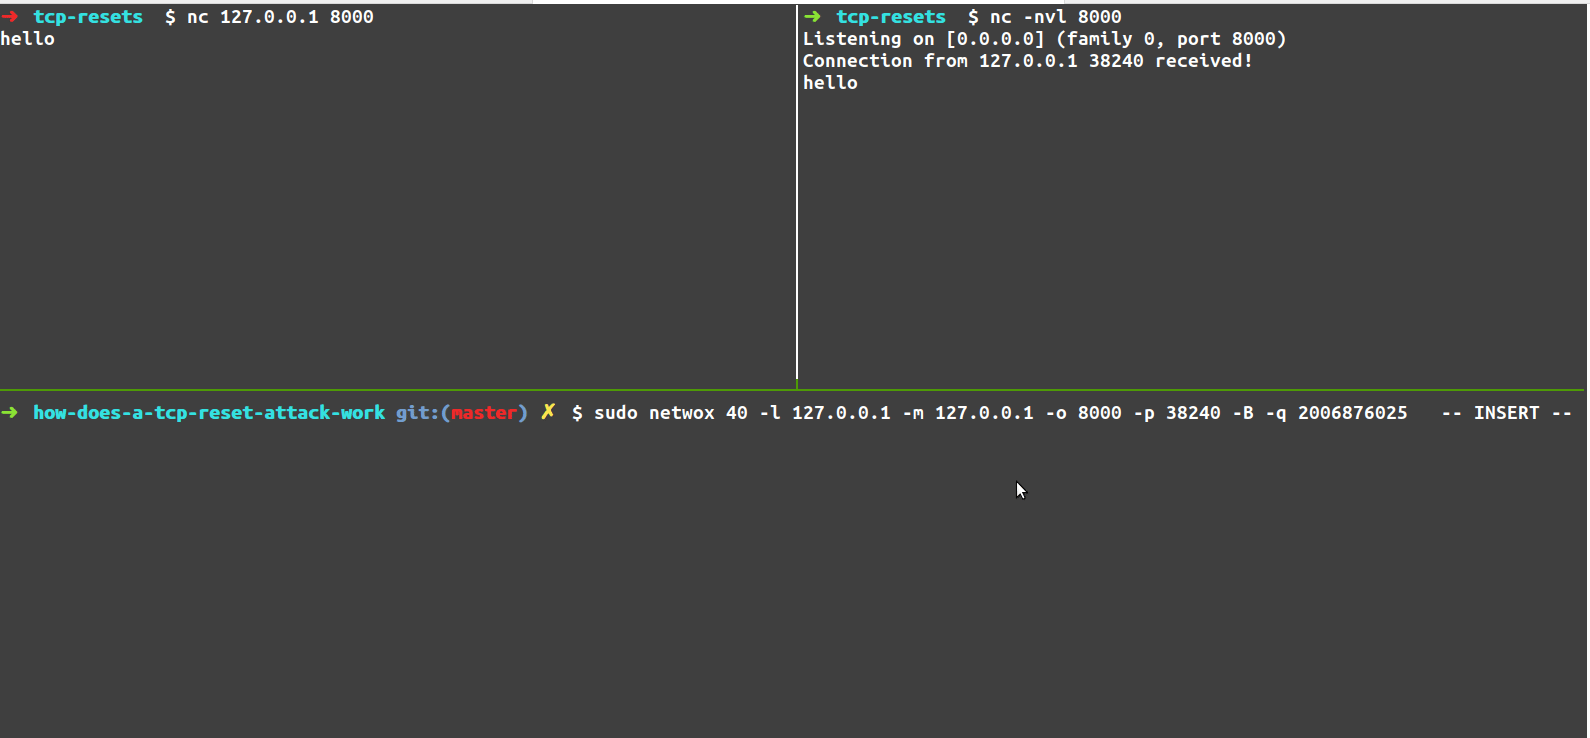 ➜ tcp-resets $ nc 127.0.0.1 8000
hello
➜ tcp-resets $ nc -nvl 8000
Listening on [0.0.0.0] (family 0, port 8000)
Connection from 127.0.0.1 38240 received!
hello
➜ how-does-a-tcp-reset-attack-work git:(master) ✗ $ sudo netwox 40 -l 127.0.0.1 -m 127.0.0.1 -o 8000 -p 38240 -B -q 2006876025 -- INSERT --